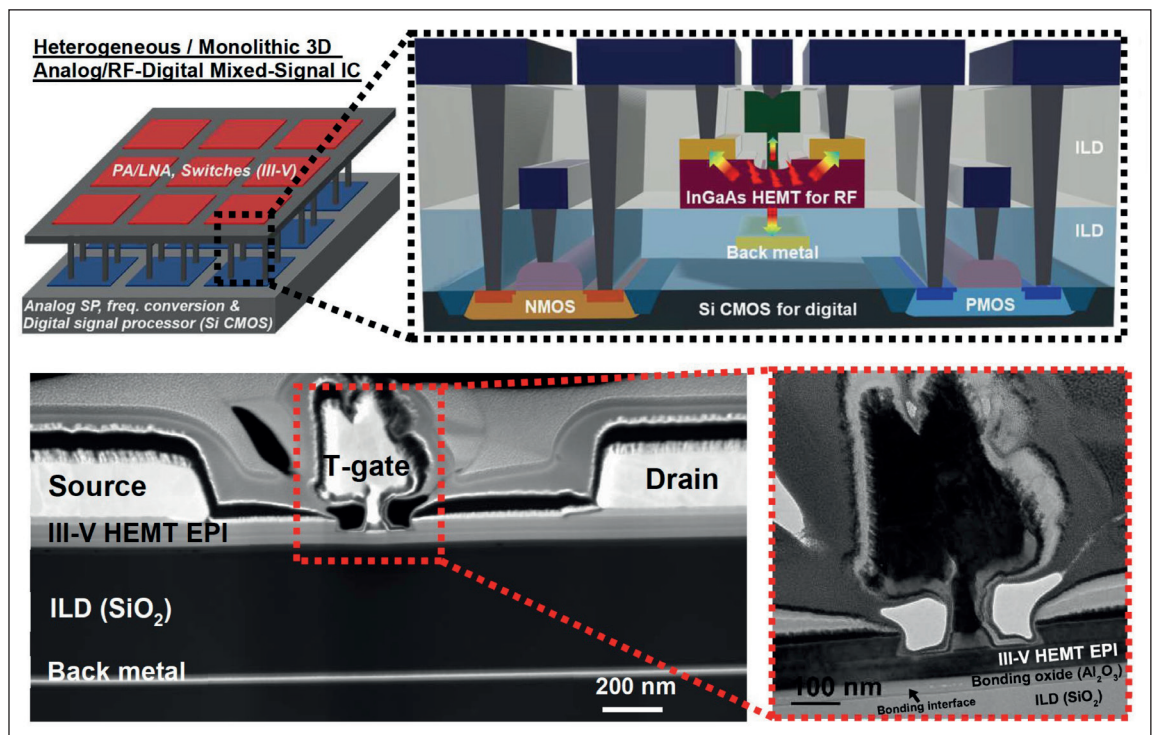 Heterogeneous / Monolithic 3D
Analog/RF-Digital Mixed-Signal IC
PA/LNA, Switches (III-V)
Analog SP, freq. conversion &
Digital signal processor (Si CMOS)
ILD
InGaAs HEMT for RF
ILD
Back metal
NMOS
Si CMOS for digital
PMOS
T-gate
Source
Drain
III-V HEMT EPI
ILD (SiO₂)
Back metal
200 nm
III-V HEMT EPI
Bonding oxide (Al₂O₃)
100 nm
Bonding interface
ILD (SiO₂)